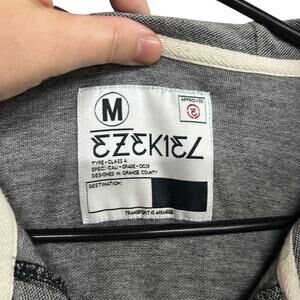 M
APPROVED
EZEKIEL
TYPE-CLASS A
SPEC: CALI-GRADE-OC03
DESIGNED IN ORANGE COUNTY
DESTINATION:
TRANSPORT IS ARRANGED